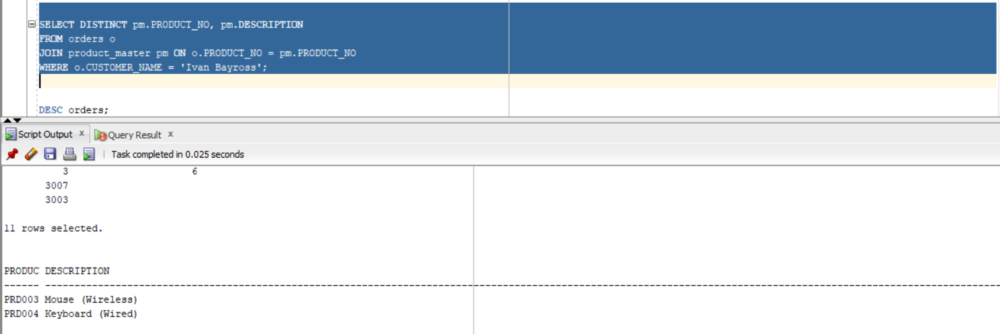 SELECT DISTINCT pm.PRODUCT_NO, pm.DESCRIPTION
FROM orders o
JOIN product_master pm ON o.PRODUCT_NO = pm.PRODUCT_NO
WHERE o.CUSTOMER_NAME = 'Ivan Bayross';
DESC orders;
Script Output x Query Result x
Task completed in 0.025 seconds
3 6
3007
3003
11 rows selected.
PRODUC DESCRIPTION
------ ----------------------------------------------------------------------------------------------------
PRD003 Mouse (Wireless)
PRD004 Keyboard (Wired)